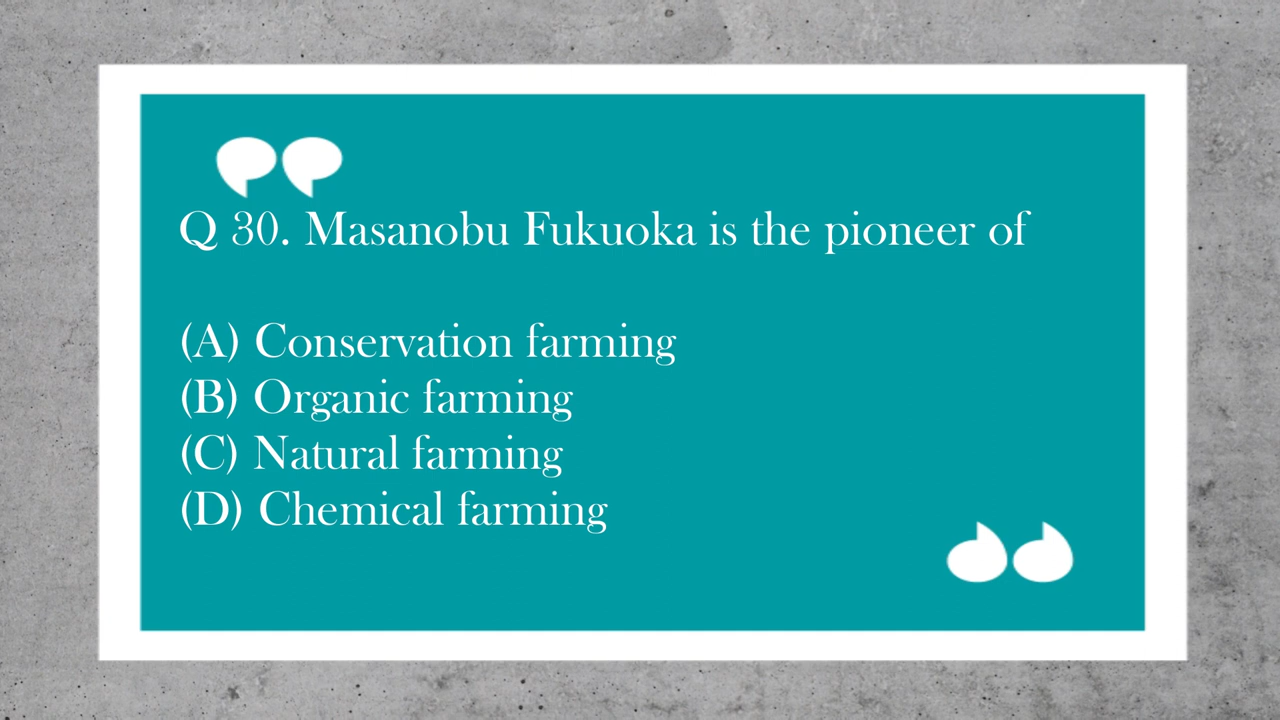 Q 30. Masanobu Fukuoka is the pioneer of
(A) Conservation farming
(B) Organic farming
(C) Natural farming
(D) Chemical farming